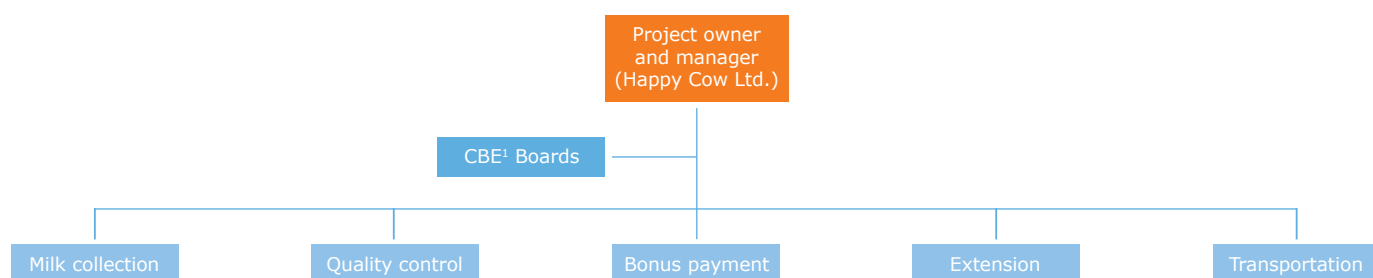 Project owner
and manager
(Happy Cow Ltd.)
CBE¹ Boards
Milk collection
Quality control
Bonus payment
Extension
Transportation